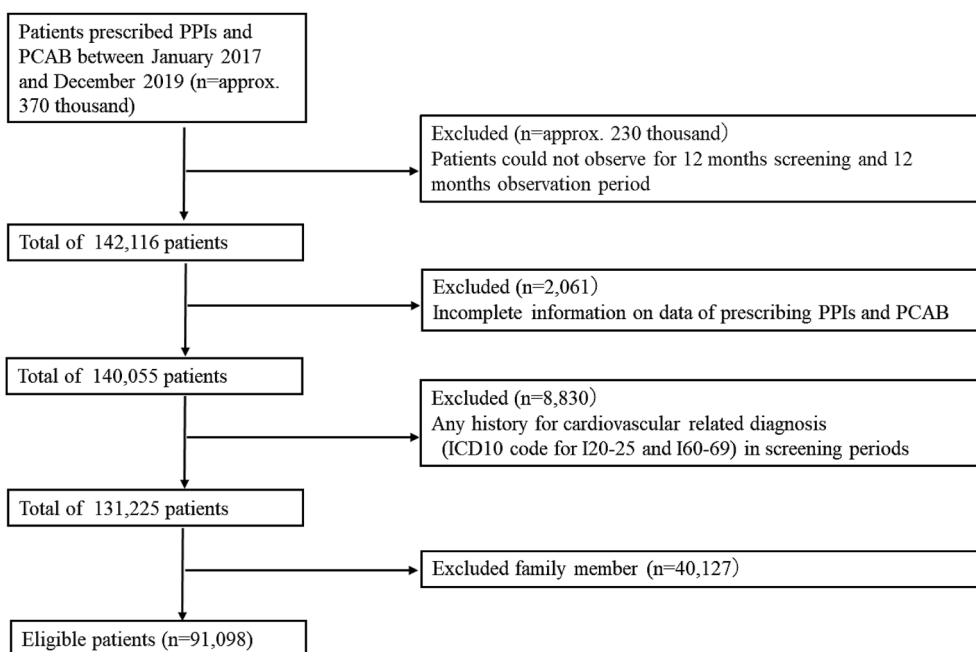 Patients prescribed PPIs and
PCAB between January 2017
and December 2019 (n=approx.
370 thousand)
Excluded (n=approx. 230 thousand）
Patients could not observe for 12 months screening and 12
months observation period
Total of 142,116 patients
Excluded (n=2,061）
Incomplete information on data of prescribing PPIs and PCAB
Total of 140,055 patients
Excluded (n=8,830）
Any history for cardiovascular related diagnosis
（ICD10 code for I20-25 and I60-69) in screening periods
Total of 131,225 patients
Excluded family member (n=40,127）
Eligible patients (n=91,098)